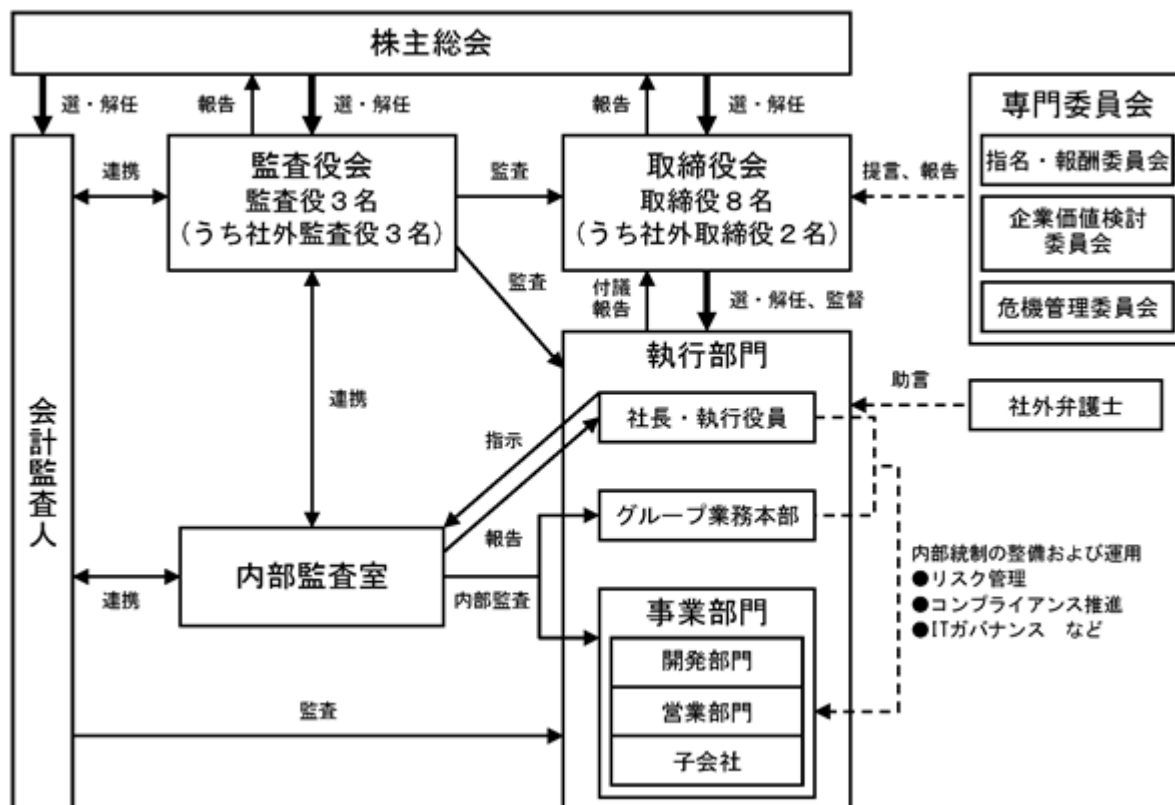 株主総会
選・解任
報告
選・解任
報告
選・解任
専門委員会
指名・報酬委員会
企業価値検討
委員会
危機管理委員会
連携
監査役会
監査役3名
(うち社外監査役3名)
監査
取締役会
取締役8名
(うち社外取締役2名)
提言、報告
監査
付議
報告
選・解任、監督
会計監査人
連携
執行部門
助言
社外弁護士
社長・執行役員
指示
グループ業務本部
報告
内部監査室
連携
内部監査
事業部門
開発部門
営業部門
子会社
内部統制の整備および運用
●リスク管理
●コンプライアンス推進
●ITガバナンス　など
監査